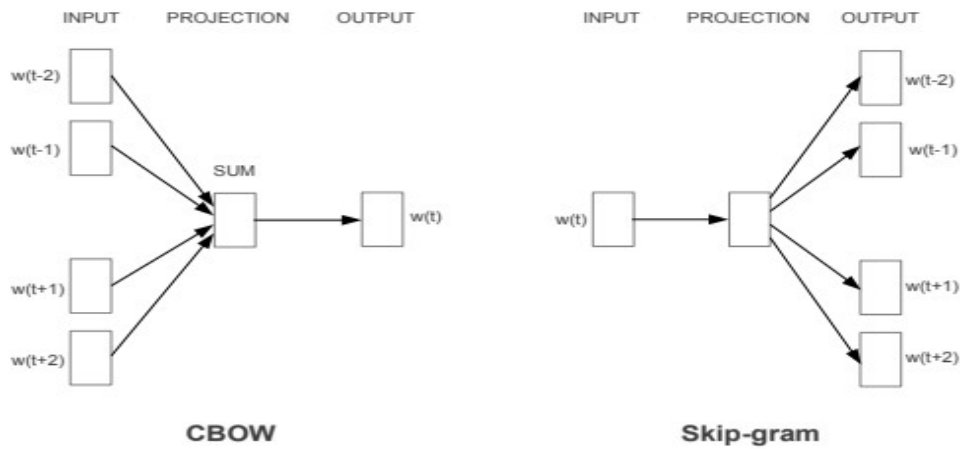 INPUT PROJECTION OUTPUT
w(t-2)
w(t-1)
SUM
w(t)
w(t+1)
w(t+2)
CBOW
INPUT PROJECTION OUTPUT
w(t-2)
w(t-1)
w(t)
w(t+1)
w(t+2)
Skip-gram